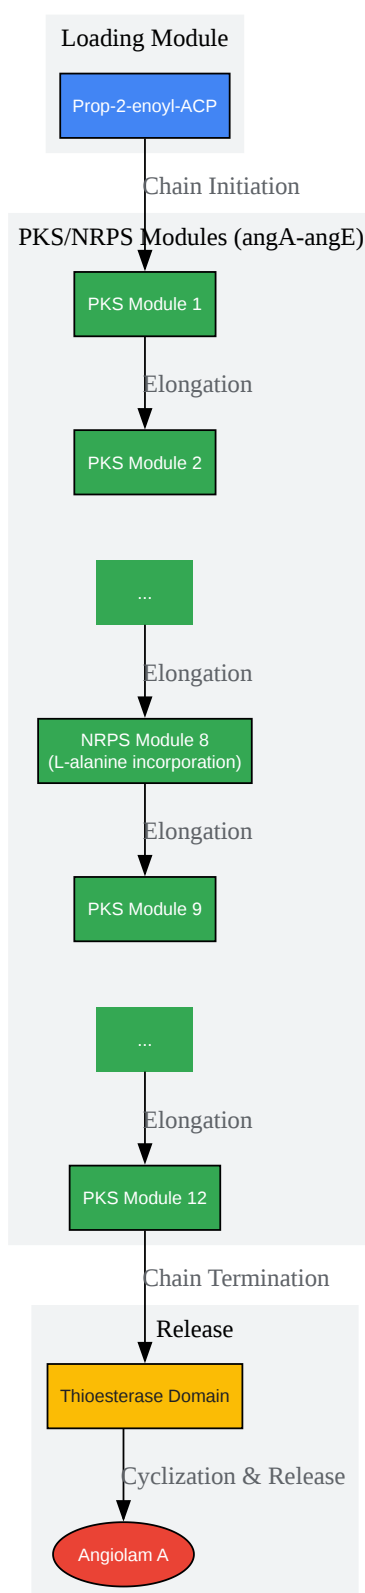 Loading Module
Prop-2-enoyl-ACP
Chain Initiation
PKS/NRPS Modules (angA-angE)
PKS Module 1
Elongation
PKS Module 2
...
Elongation
NRPS Module 8
(L-alanine incorporation)
Elongation
PKS Module 9
...
Elongation
PKS Module 12
Chain Termination
Release
Thioesterase Domain
Cyclization & Release
Angiolam A